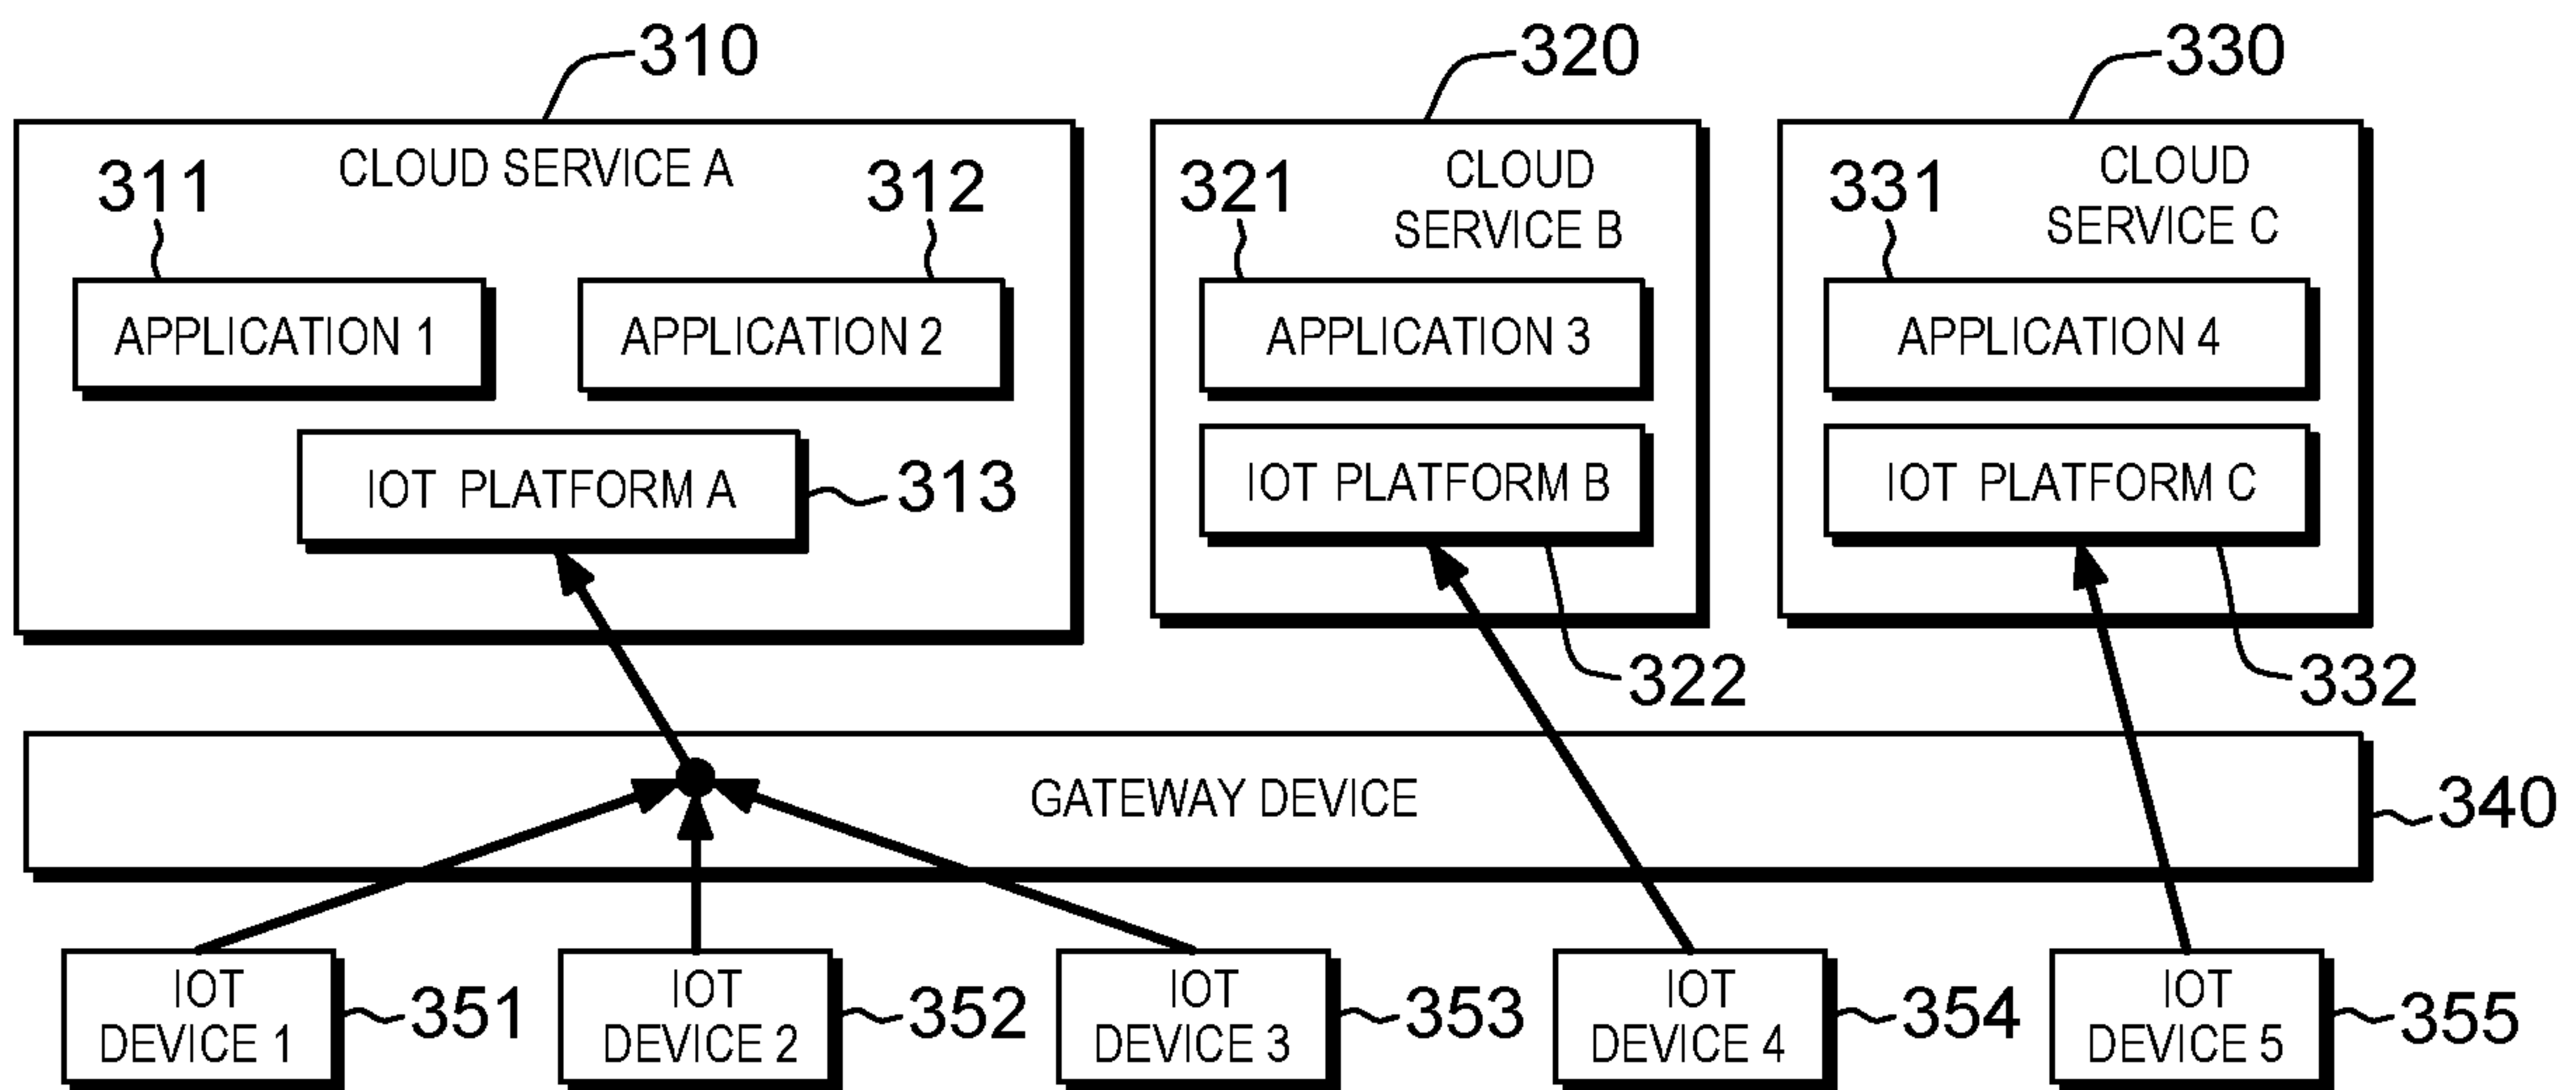 310
320
330
CLOUD SERVICE A
311
312
APPLICATION 1
APPLICATION 2
IOT PLATFORM A
313
CLOUD
SERVICE B
321
APPLICATION 3
IOT PLATFORM B
322
CLOUD
SERVICE C
331
APPLICATION 4
IOT PLATFORM C
332
GATEWAY DEVICE
340
IOT
DEVICE 1
351
IOT
DEVICE 2
352
IOT
DEVICE 3
353
IOT
DEVICE 4
354
IOT
DEVICE 5
355